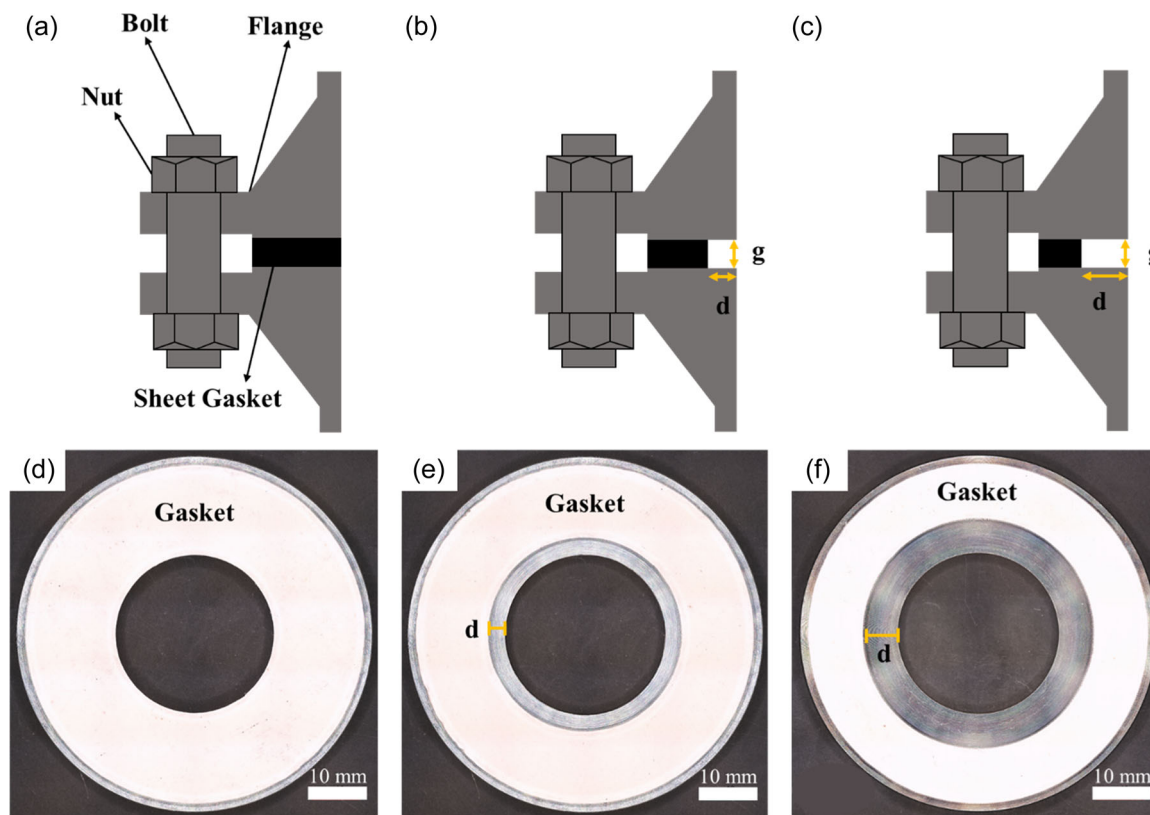 (a)
Bolt
Flange
Nut
Sheet Gasket
(b)
g
d
(c)
g
d
(d)
Gasket
10 mm
(e)
Gasket
d
10 mm
(f)
Gasket
d
10 mm